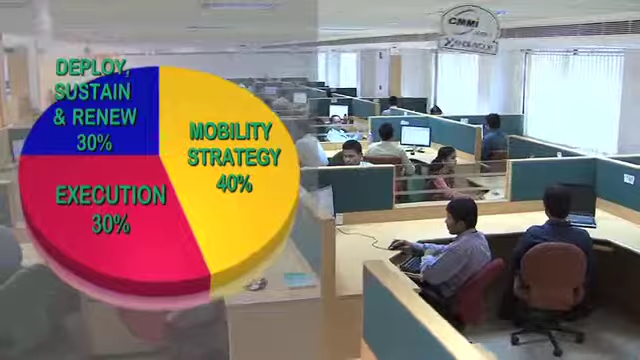 DEPLOY,
SUSTAIN
& RENEW
30%
MOBILITY
STRATEGY
40%
EXECUTION
30%
CMMI